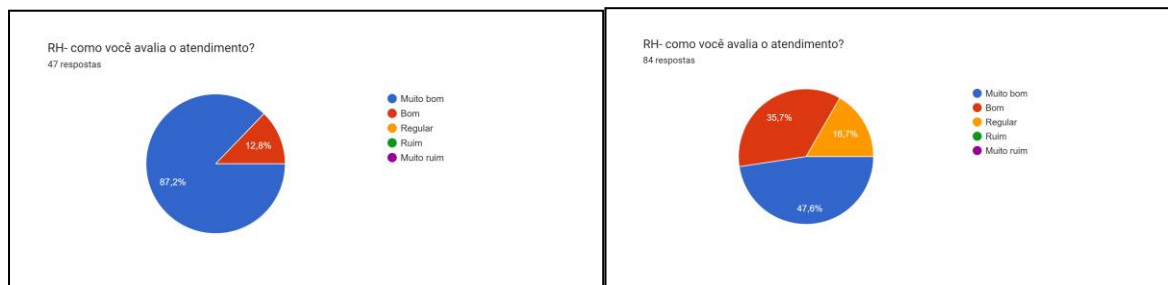 RH- como você avalia o atendimento?
47 respostas
Muito bom
Bom
Regular
Ruim
Muito ruim
12,8%
87,2%
RH- como você avalia o atendimento?
84 respostas
Muito bom
Bom
Regular
Ruim
Muito ruim
35,7%
16,7%
47,6%